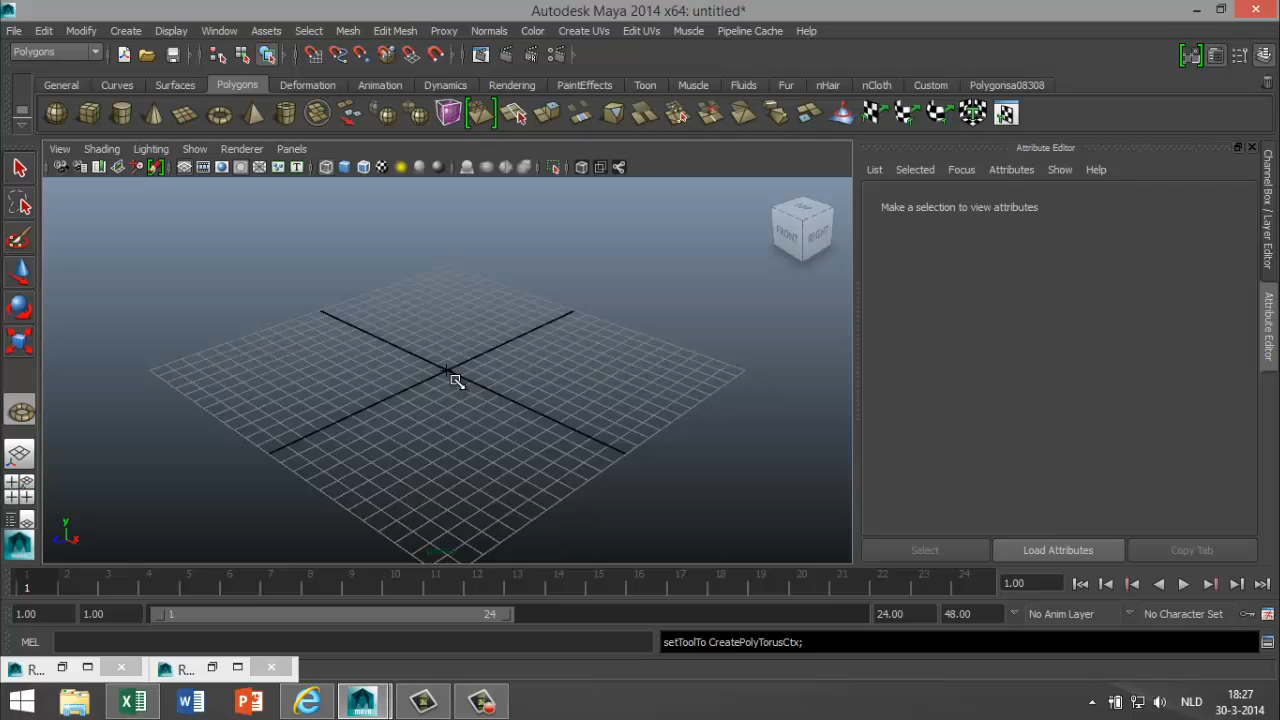 Autodesk Maya 2014 x64: untitled*
File Edit Modify Create Display Window Assets Select Mesh Edit Mesh Proxy Normals Color Create UVs Edit UVs Muscle Pipeline Cache Help
Polygons
General Curves Surfaces Polygons Deformation Animation Dynamics Rendering PaintEffects Toon Muscle Fluids Fur nHair nCloth Custom Polygonsa08308
View Shading Lighting Show Renderer Panels
Attribute Editor
List Selected Focus Attributes Show Help
Make a selection to view attributes
TOP
FRONT RIGHT
Channel Box / Layer Editor
Attribute Editor
y
x
persp
Select Load Attributes Copy Tab
1 2 3 4 5 6 7 8 9 10 11 12 13 14 15 16 17 18 19 20 21 22 23 24
1
1.00
1.00 1.00 1 24 24.00 48.00 No Anim Layer No Character Set
MEL setToolTo CreatePolyTorusCtx;
R... R...
NLD
18:27
30-3-2014